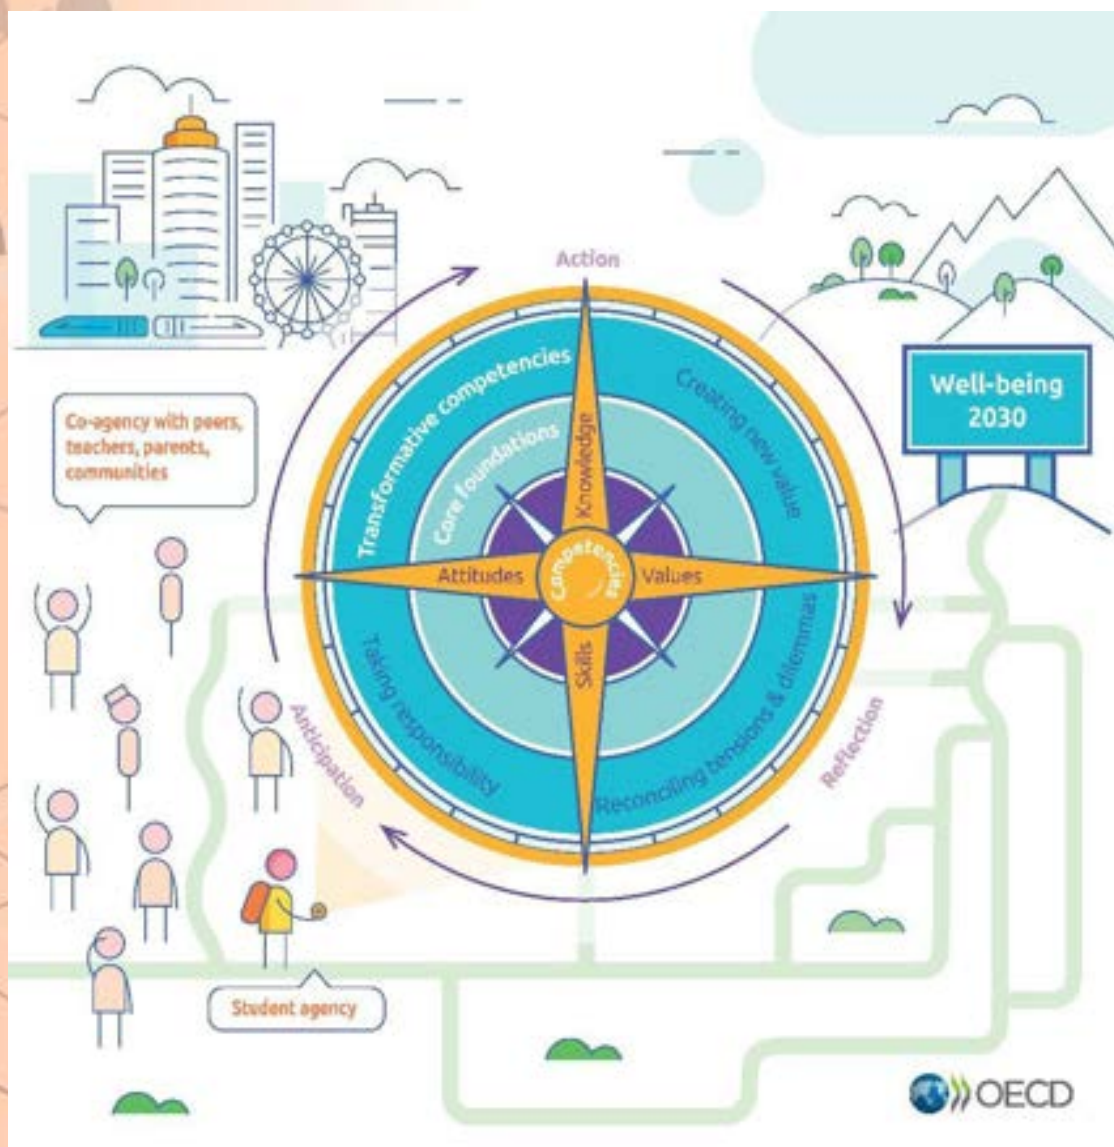 Action
Transformative competencies
Creating new value
Well-being
2030
Co-agency with peers,
teachers, parents,
communities
Core foundations
Knowledge
Attitudes
Competencies
Values
Skills
Taking responsibility
Reconciling tensions & dilemmas
Anticipation
Reflection
Student agency
OECD